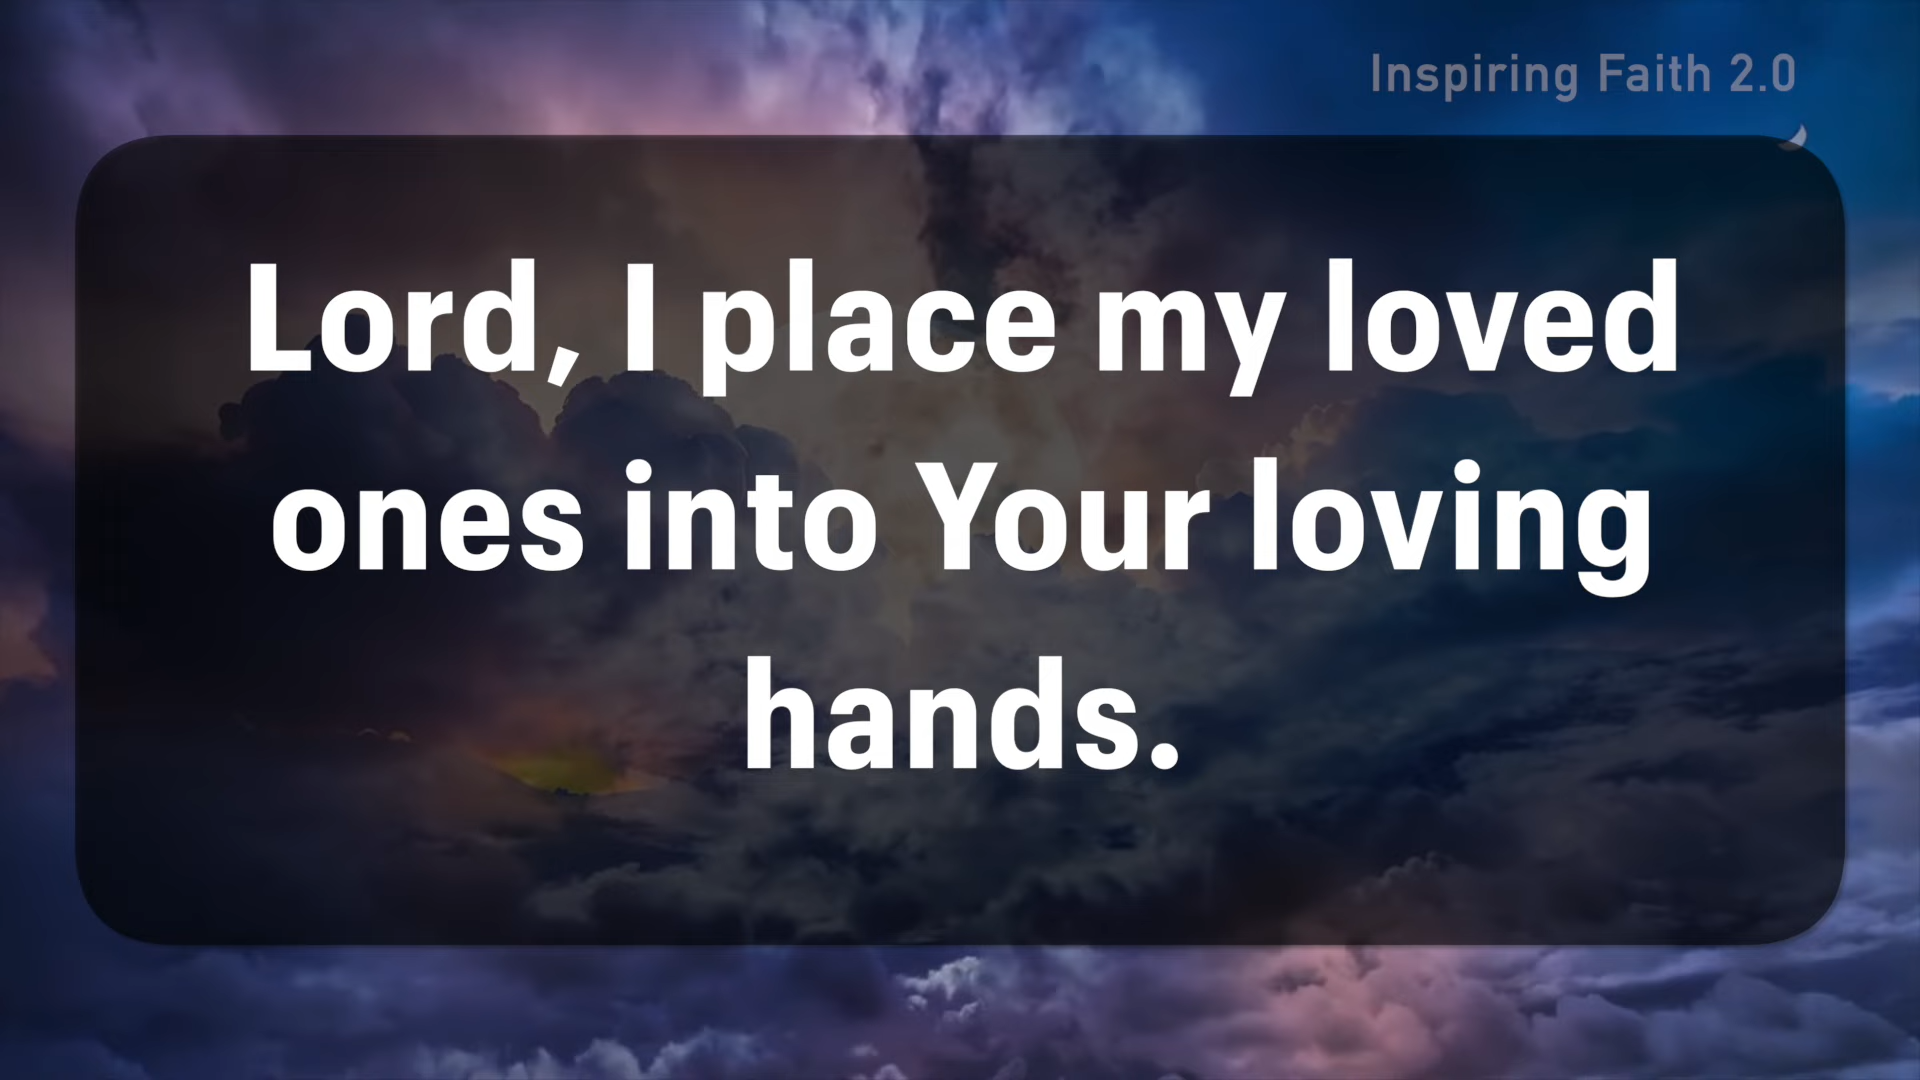 Inspiring Faith 2.0
Lord, I place my loved
ones into Your loving
hands.